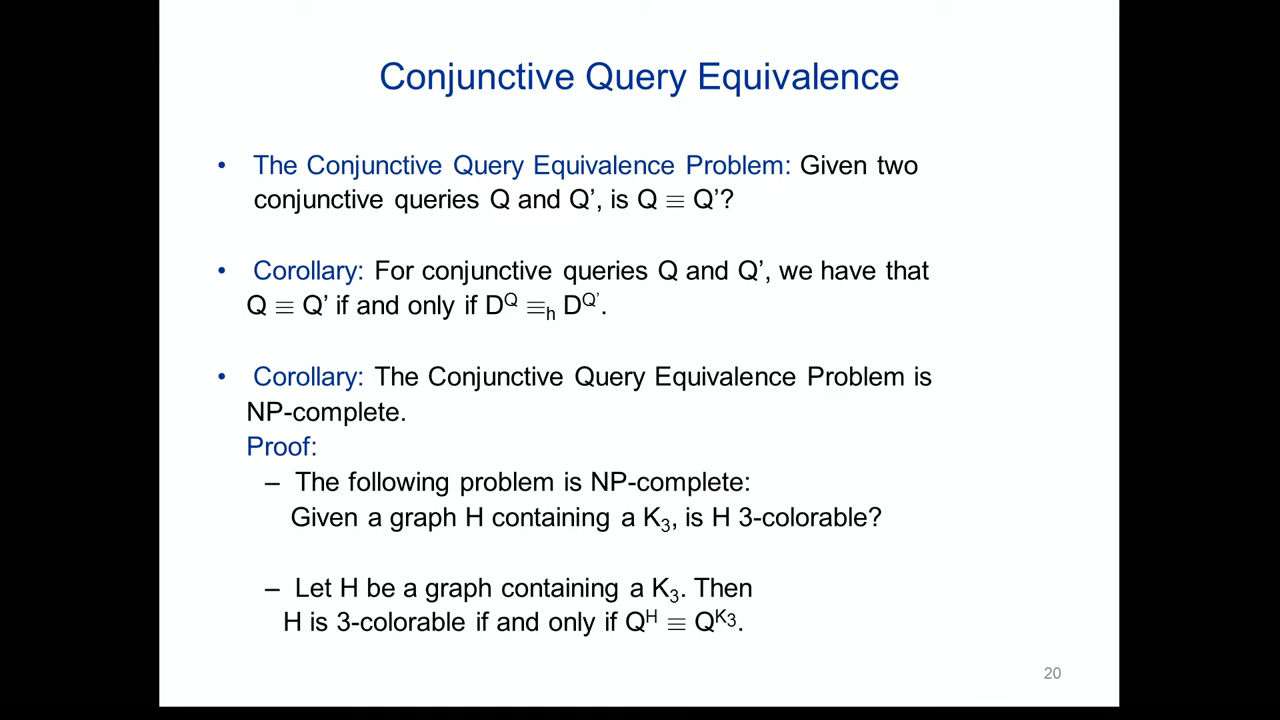 Conjunctive Query Equivalence
• The Conjunctive Query Equivalence Problem: Given two
conjunctive queries Q and Q’, is Q ≡ Q’?
• Corollary: For conjunctive queries Q and Q’, we have that
Q ≡ Q’ if and only if D^Q ≡_h D^Q’.
• Corollary: The Conjunctive Query Equivalence Problem is
NP-complete.
Proof:
– The following problem is NP-complete:
Given a graph H containing a K₃, is H 3-colorable?
– Let H be a graph containing a K₃. Then
H is 3-colorable if and only if Q^H ≡ Q^K₃.
20